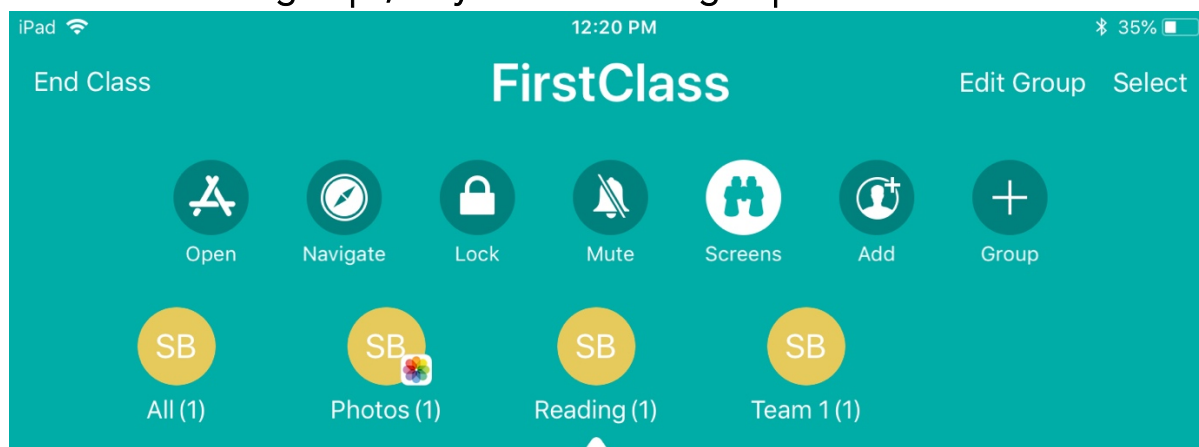 iPad 12:20 PM 35%
End Class FirstClass Edit Group Select
Open Navigate Lock Mute Screens Add Group
SB SB SB SB
All (1) Photos (1) Reading (1) Team 1 (1)